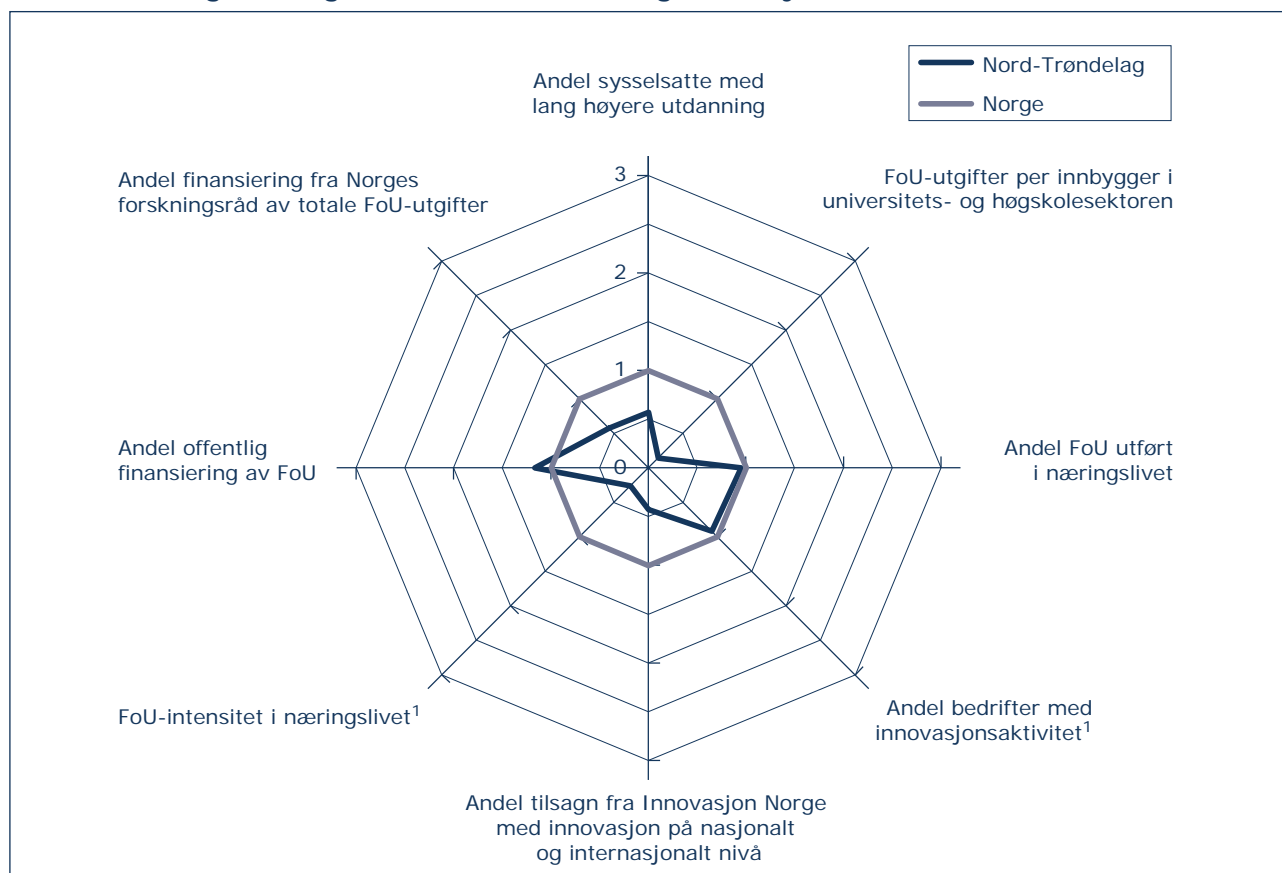 Nord-Trøndelag
Norge
Andel sysselsatte med
lang høyere utdanning
FoU-utgifter per innbygger i
universitets- og høgskolesektoren
Andel FoU utført
i næringslivet
Andel bedrifter med
innovasjonsaktivitet¹
Andel tilsagn fra Innovasjon Norge
med innovasjon på nasjonalt
og internasjonalt nivå
FoU-intensitet i næringslivet¹
Andel offentlig
finansiering av FoU
Andel finansiering fra Norges
forskningsråd av totale FoU-utgifter
3
2
1
0